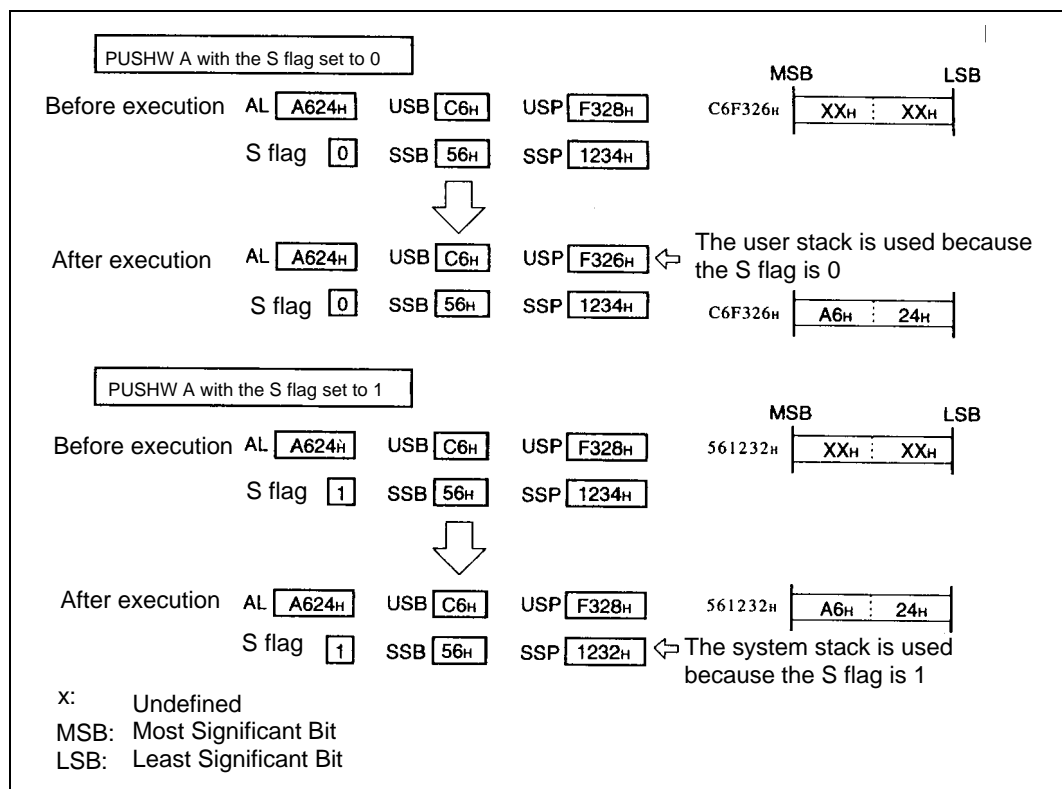 PUSHW A with the S flag set to 0
MSB LSB
Before execution AL A624H USB C6H USP F328H C6F326H XXH XXH
S flag 0 SSB 56H SSP 1234H
After execution AL A624H USB C6H USP F326H The user stack is used because
the S flag is 0
S flag 0 SSB 56H SSP 1234H C6F326H A6H 24H
PUSHW A with the S flag set to 1
MSB LSB
Before execution AL A624H USB C6H USP F328H 561232H XXH XXH
S flag 1 SSB 56H SSP 1234H
After execution AL A624H USB C6H USP F328H 561232H A6H 24H
S flag 1 SSB 56H SSP 1232H The system stack is used
because the S flag is 1
x: Undefined
MSB: Most Significant Bit
LSB: Least Significant Bit